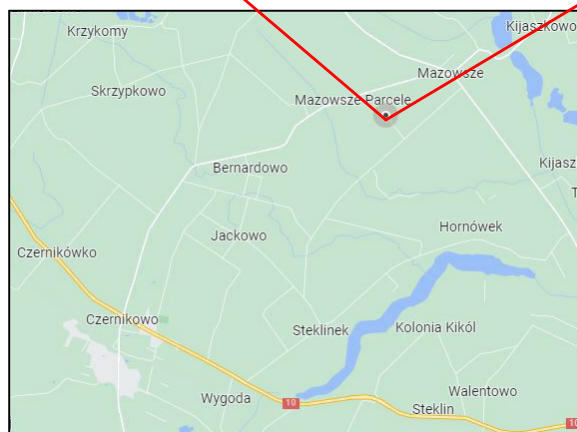 Krzykomy
Kijaszkowo
Mazowsze
Skrzypkowo
Mazowsze Parcele
Bernardowo
Kijasz
T
Hornówek
Jackowo
Czernikówko
Czernikowo
Steklinek
Kolonia Kikól
Wygoda
10
Walentowo
Steklin
10